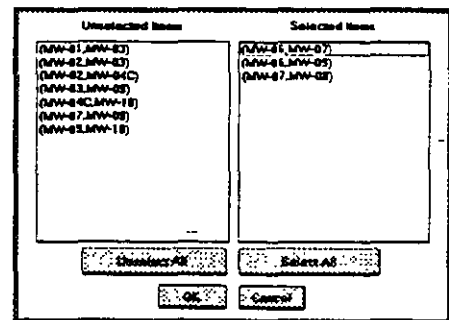 Unselected Items
Selected Items
(MW-01,MW-03)
(MW-02,MW-03)
(MW-02,MW-04C)
(MW-03,MW-05)
(MW-04C,MW-10)
(MW-07,MW-08)
(MW-05,MW-10)
(MW-06,MW-07)
(MW-06,MW-05)
(MW-07,MW-08)
Unselect All
Select All
OK
Cancel